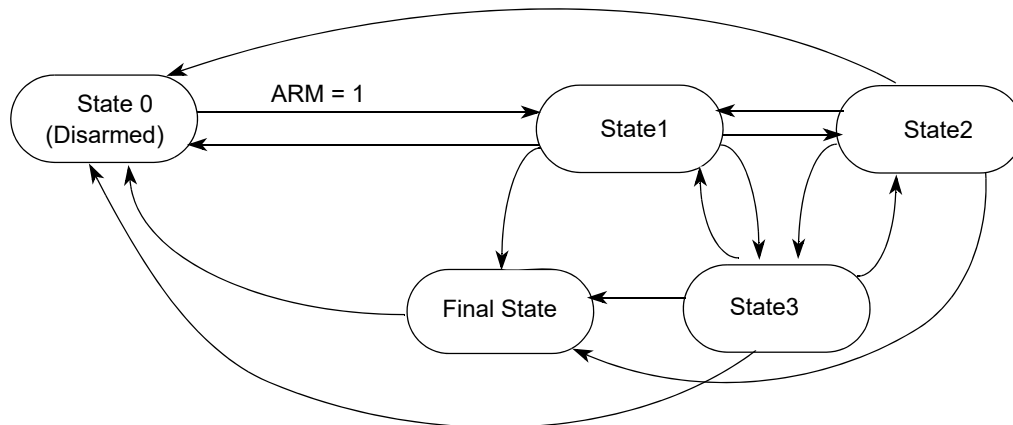 State 0
(Disarmed)
ARM = 1
State1
State2
Final State
State3